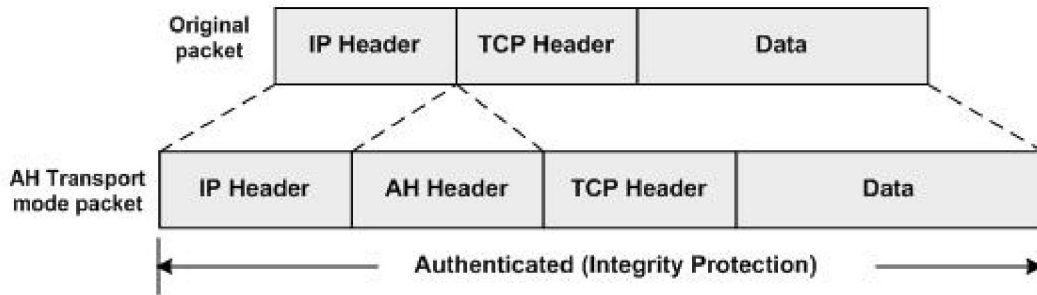 Original
packet
IP Header
TCP Header
Data
AH Transport
mode packet
IP Header
AH Header
TCP Header
Data
Authenticated (Integrity Protection)